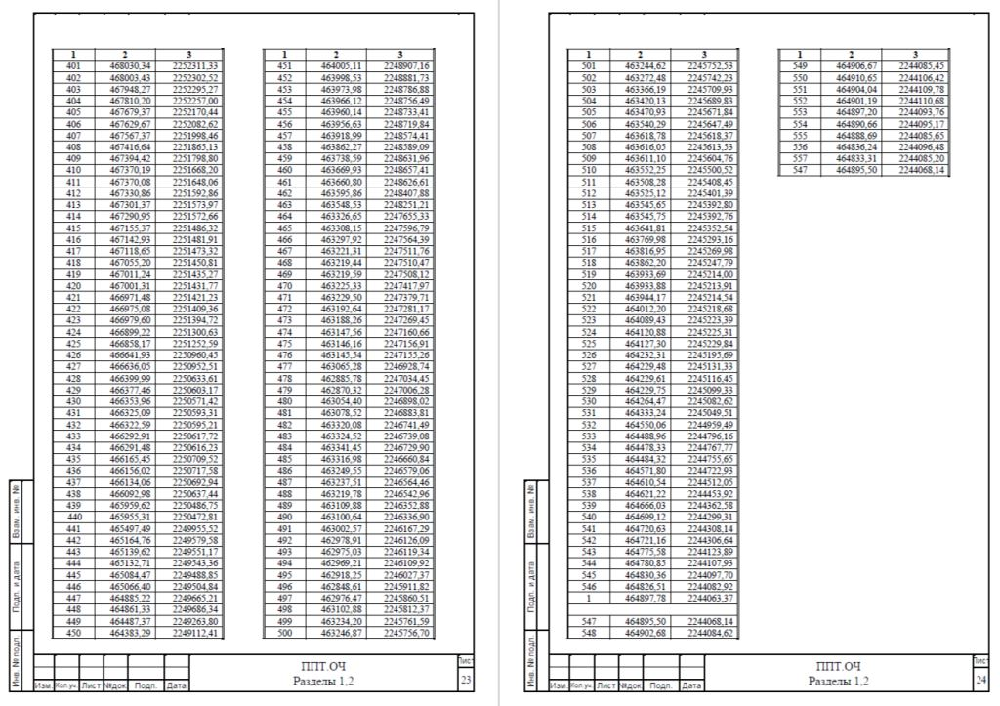 1 2 3
401 468030,34 2252311,33
402 468003,43 2252302,52
403 467948,27 2252295,27
404 467810,20 2252257,00
405 467679,37 2252170,44
406 467629,67 2252082,62
407 467567,37 2251998,46
408 467416,64 2251865,13
409 467394,42 2251798,80
410 467370,19 2251668,20
411 467370,08 2251648,06
412 467330,86 2251592,86
413 467301,37 2251573,97
414 467290,95 2251572,66
415 467155,37 2251486,32
416 467142,93 2251481,91
417 467118,65 2251473,32
418 467055,20 2251450,81
419 467011,24 2251435,27
420 467001,31 2251431,77
421 466971,48 2251421,23
422 466975,08 2251409,36
423 466979,60 2251394,72
424 466899,22 2251300,63
425 466858,17 2251252,59
426 466641,93 2250960,45
427 466636,05 2250952,51
428 466399,99 2250633,61
429 466377,46 2250603,17
430 466353,96 2250571,42
431 466325,09 2250593,31
432 466322,59 2250595,21
433 466292,91 2250617,72
434 466291,48 2250616,23
435 466165,45 2250709,52
436 466156,02 2250717,58
437 466134,06 2250692,94
438 466092,98 2250637,44
439 465959,62 2250486,75
440 465955,31 2250472,81
441 465497,49 2249955,52
442 465164,76 2249579,58
443 465139,62 2249551,17
444 465132,71 2249543,36
445 465084,47 2249488,85
446 465066,40 2249504,84
447 464885,22 2249665,21
448 464861,33 2249686,34
449 464487,37 2249263,80
450 464383,29 2249112,41
1 2 3
451 464005,11 2248907,16
452 463998,53 2248881,73
453 463973,98 2248786,88
454 463966,12 2248756,49
455 463960,14 2248733,41
456 463956,63 2248719,84
457 463918,99 2248574,41
458 463862,27 2248589,09
459 463738,59 2248631,96
460 463669,93 2248657,41
461 463660,80 2248626,61
462 463595,86 2248407,88
463 463548,53 2248251,21
464 463326,65 2247655,33
465 463308,15 2247596,79
466 463297,92 2247564,39
467 463221,31 2247511,76
468 463219,44 2247510,47
469 463219,59 2247508,12
470 463225,33 2247417,97
471 463229,50 2247379,71
472 463192,64 2247281,17
473 463188,26 2247269,45
474 463147,56 2247160,66
475 463146,16 2247156,91
476 463145,54 2247155,26
477 463065,28 2246928,74
478 462885,78 2247034,45
479 462870,32 2247006,28
480 463054,40 2246898,02
481 463078,52 2246883,81
482 463320,08 2246741,49
483 463324,52 2246739,08
484 463341,45 2246729,90
485 463316,98 2246660,84
486 463249,55 2246579,06
487 463237,51 2246564,46
488 463219,78 2246542,96
489 463109,88 2246352,88
490 463100,64 2246336,90
491 463002,57 2246167,29
492 462978,91 2246126,09
493 462975,03 2246119,34
494 462969,21 2246109,92
495 462918,25 2246027,37
496 462848,61 2245911,82
497 462976,47 2245860,51
498 463102,88 2245812,37
499 463234,20 2245761,59
500 463246,87 2245756,70
Взам. инв. №
Подп. и дата
Инв. № подл.
Изм. Кол.уч. Лист №док Подп. Дата
ППТ.ОЧ
Разделы 1,2
Лист
23
1 2 3
501 463244,62 2245752,53
502 463272,48 2245742,23
503 463366,19 2245709,93
504 463420,13 2245689,83
505 463470,93 2245671,84
506 463540,29 2245647,49
507 463618,78 2245618,37
508 463616,05 2245613,53
509 463611,10 2245604,76
510 463552,25 2245500,52
511 463508,28 2245408,45
512 463525,12 2245401,39
513 463545,65 2245392,80
514 463545,75 2245392,76
515 463641,81 2245352,54
516 463769,98 2245293,16
517 463816,95 2245269,98
518 463862,20 2245247,79
519 463933,69 2245214,00
520 463933,88 2245213,91
521 463944,17 2245214,54
522 464012,20 2245218,68
523 464089,43 2245223,39
524 464120,88 2245225,31
525 464127,30 2245229,84
526 464232,31 2245195,69
527 464229,48 2245131,33
528 464229,61 2245116,45
529 464229,75 2245099,33
530 464264,47 2245082,62
531 464333,24 2245049,51
532 464550,06 2244959,49
533 464488,96 2244796,16
534 464478,33 2244767,77
535 464484,32 2244755,65
536 464571,80 2244722,93
537 464610,54 2244512,05
538 464621,22 2244453,92
539 464666,03 2244362,58
540 464699,12 2244299,31
541 464720,63 2244308,14
542 464721,16 2244306,64
543 464775,58 2244123,89
544 464780,85 2244107,93
545 464830,36 2244097,70
546 464826,51 2244082,92
1 464897,78 2244063,37
547 464895,50 2244068,14
548 464902,68 2244084,62
1 2 3
549 464906,67 2244085,45
550 464910,65 2244106,42
551 464904,04 2244109,78
552 464901,19 2244110,68
553 464897,20 2244093,76
554 464890,66 2244095,17
555 464888,69 2244085,65
556 464836,24 2244096,48
557 464833,31 2244085,20
547 464895,50 2244068,14
Взам. инв. №
Подп. и дата
Инв. № подл.
Изм. Кол.уч. Лист №док Подп. Дата
ППТ.ОЧ
Разделы 1,2
Лист
24